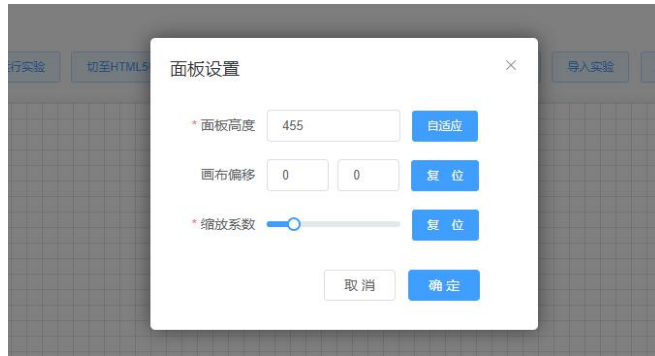 行实验 切至HTML5 导入实验
面板设置
* 面板高度 455 自适应
画布偏移 0 0 复 位
* 缩放系数 复 位
取 消 确 定